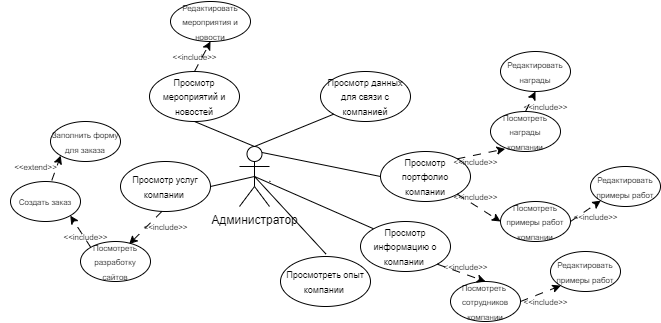 Редактировать
мероприятия и
новости
<<include>>
Просмотр
мероприятий и
новостей
Просмотр данных
для связи с
компанией
Редактировать
награды
<<include>>
Посмотреть
награды
компании
<<include>>
Заполнить форму
для заказа
<<extend>>
Создать заказ
<<include>>
Посмотреть
разработку
сайтов
<<include>>
Просмотр услуг
компании
Администратор
Просмотр
портфолио
компании
<<include>>
Посмотреть
примеры работ
компании
<<include>>
Редактировать
примеры работ
Просмотреть опыт
компании
Просмотр
информацию о
компании
<<include>>
Посмотреть
сотрудников
компании
<<include>>
Редактировать
примеры работ